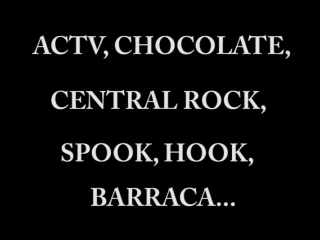 ACTV, CHOCOLATE,
CENTRAL ROCK,
SPOOK, HOOK,
BARRACA...